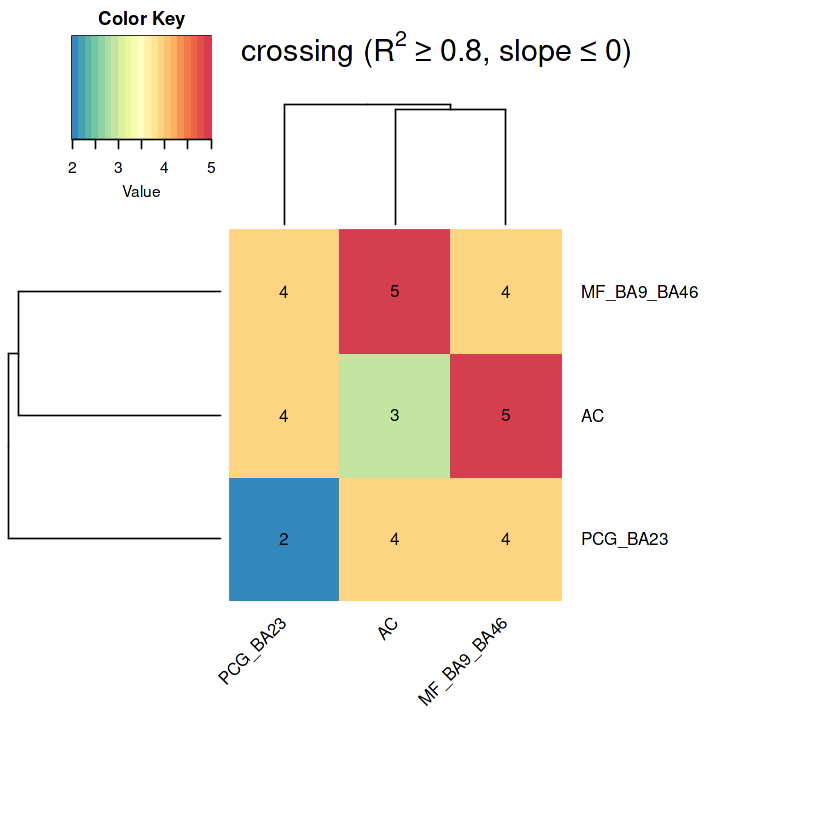 Color Key
crossing (R² ≥ 0.8, slope ≤ 0)
2 3 4 5
Value
4 5 4 MF_BA9_BA46
4 3 5 AC
2 4 4 PCG_BA23
PCG_BA23 AC MF_BA9_BA46